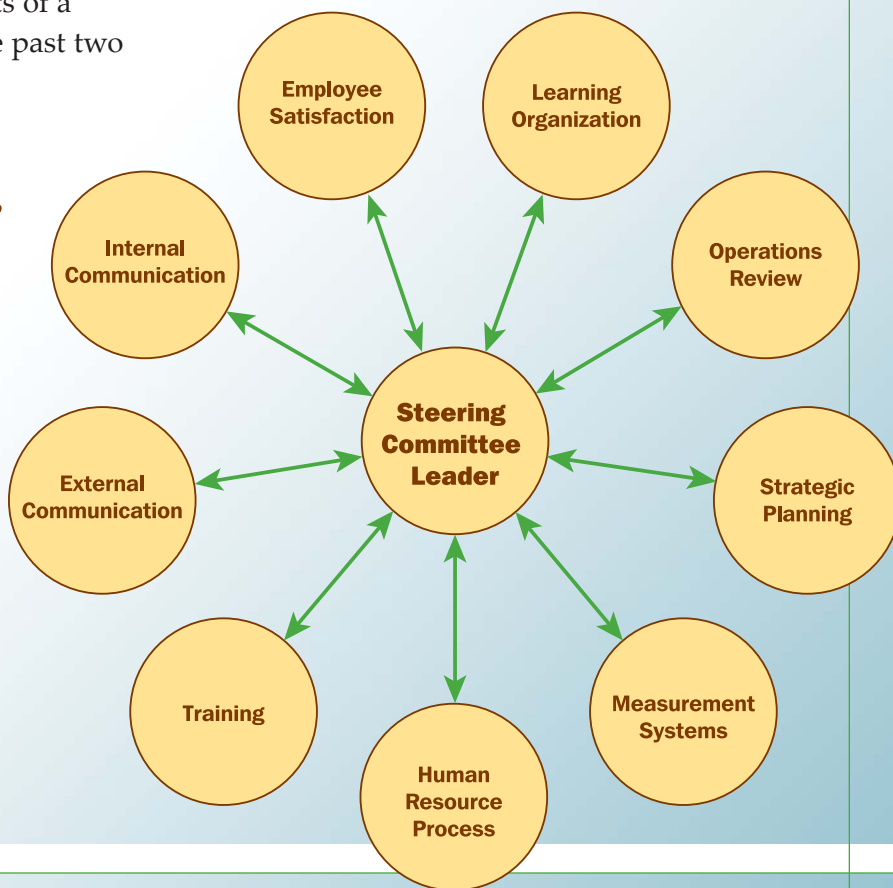 ts of a
e past two
,
Employee
Satisfaction
Learning
Organization
Internal
Communication
Operations
Review
Steering
Committee
Leader
External
Communication
Strategic
Planning
Training
Measurement
Systems
Human
Resource
Process